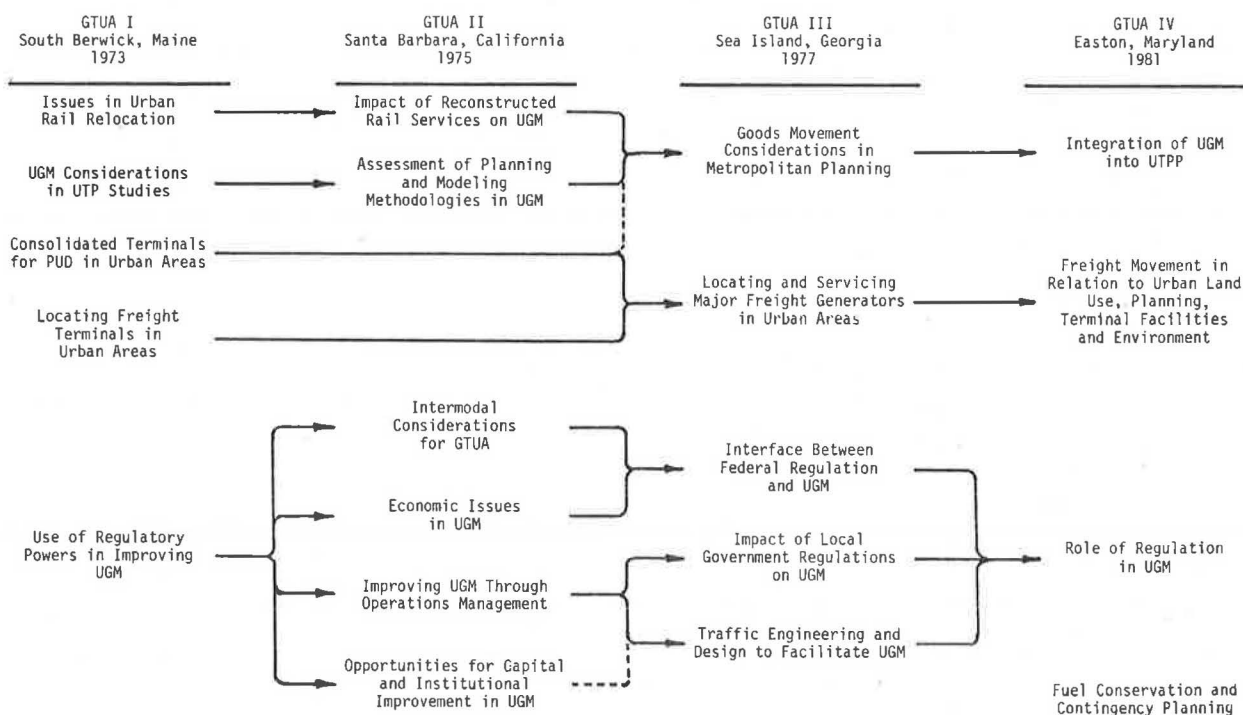 GTUA I
South Berwick, Maine
1973
GTUA II
Santa Barbara, California
1975
GTUA III
Sea Island, Georgia
1977
GTUA IV
Easton, Maryland
1981
Issues in Urban
Rail Relocation
Impact of Reconstructed
Rail Services on UGM
Goods Movement
Considerations in
Metropolitan Planning
Integration of UGM
into UTPP
UGM Considerations
in UTP Studies
Assessment of Planning
and Modeling
Methodologies in UGM
Consolidated Terminals
for PUD in Urban Areas
Locating and Servicing
Major Freight Generators
in Urban Areas
Freight Movement in
Relation to Urban Land
Use, Planning,
Terminal Facilities
and Environment
Locating Freight
Terminals in
Urban Areas
Intermodal
Considerations
for GTUA
Interface Between
Federal Regulation
and UGM
Economic Issues
in UGM
Use of Regulatory
Powers in Improving
UGM
Impact of Local
Government Regulations
on UGM
Role of Regulation
in UGM
Improving UGM Through
Operations Management
Traffic Engineering and
Design to Facilitate UGM
Opportunities for Capital
and Institutional
Improvement in UGM
Fuel Conservation and
Contingency Planning